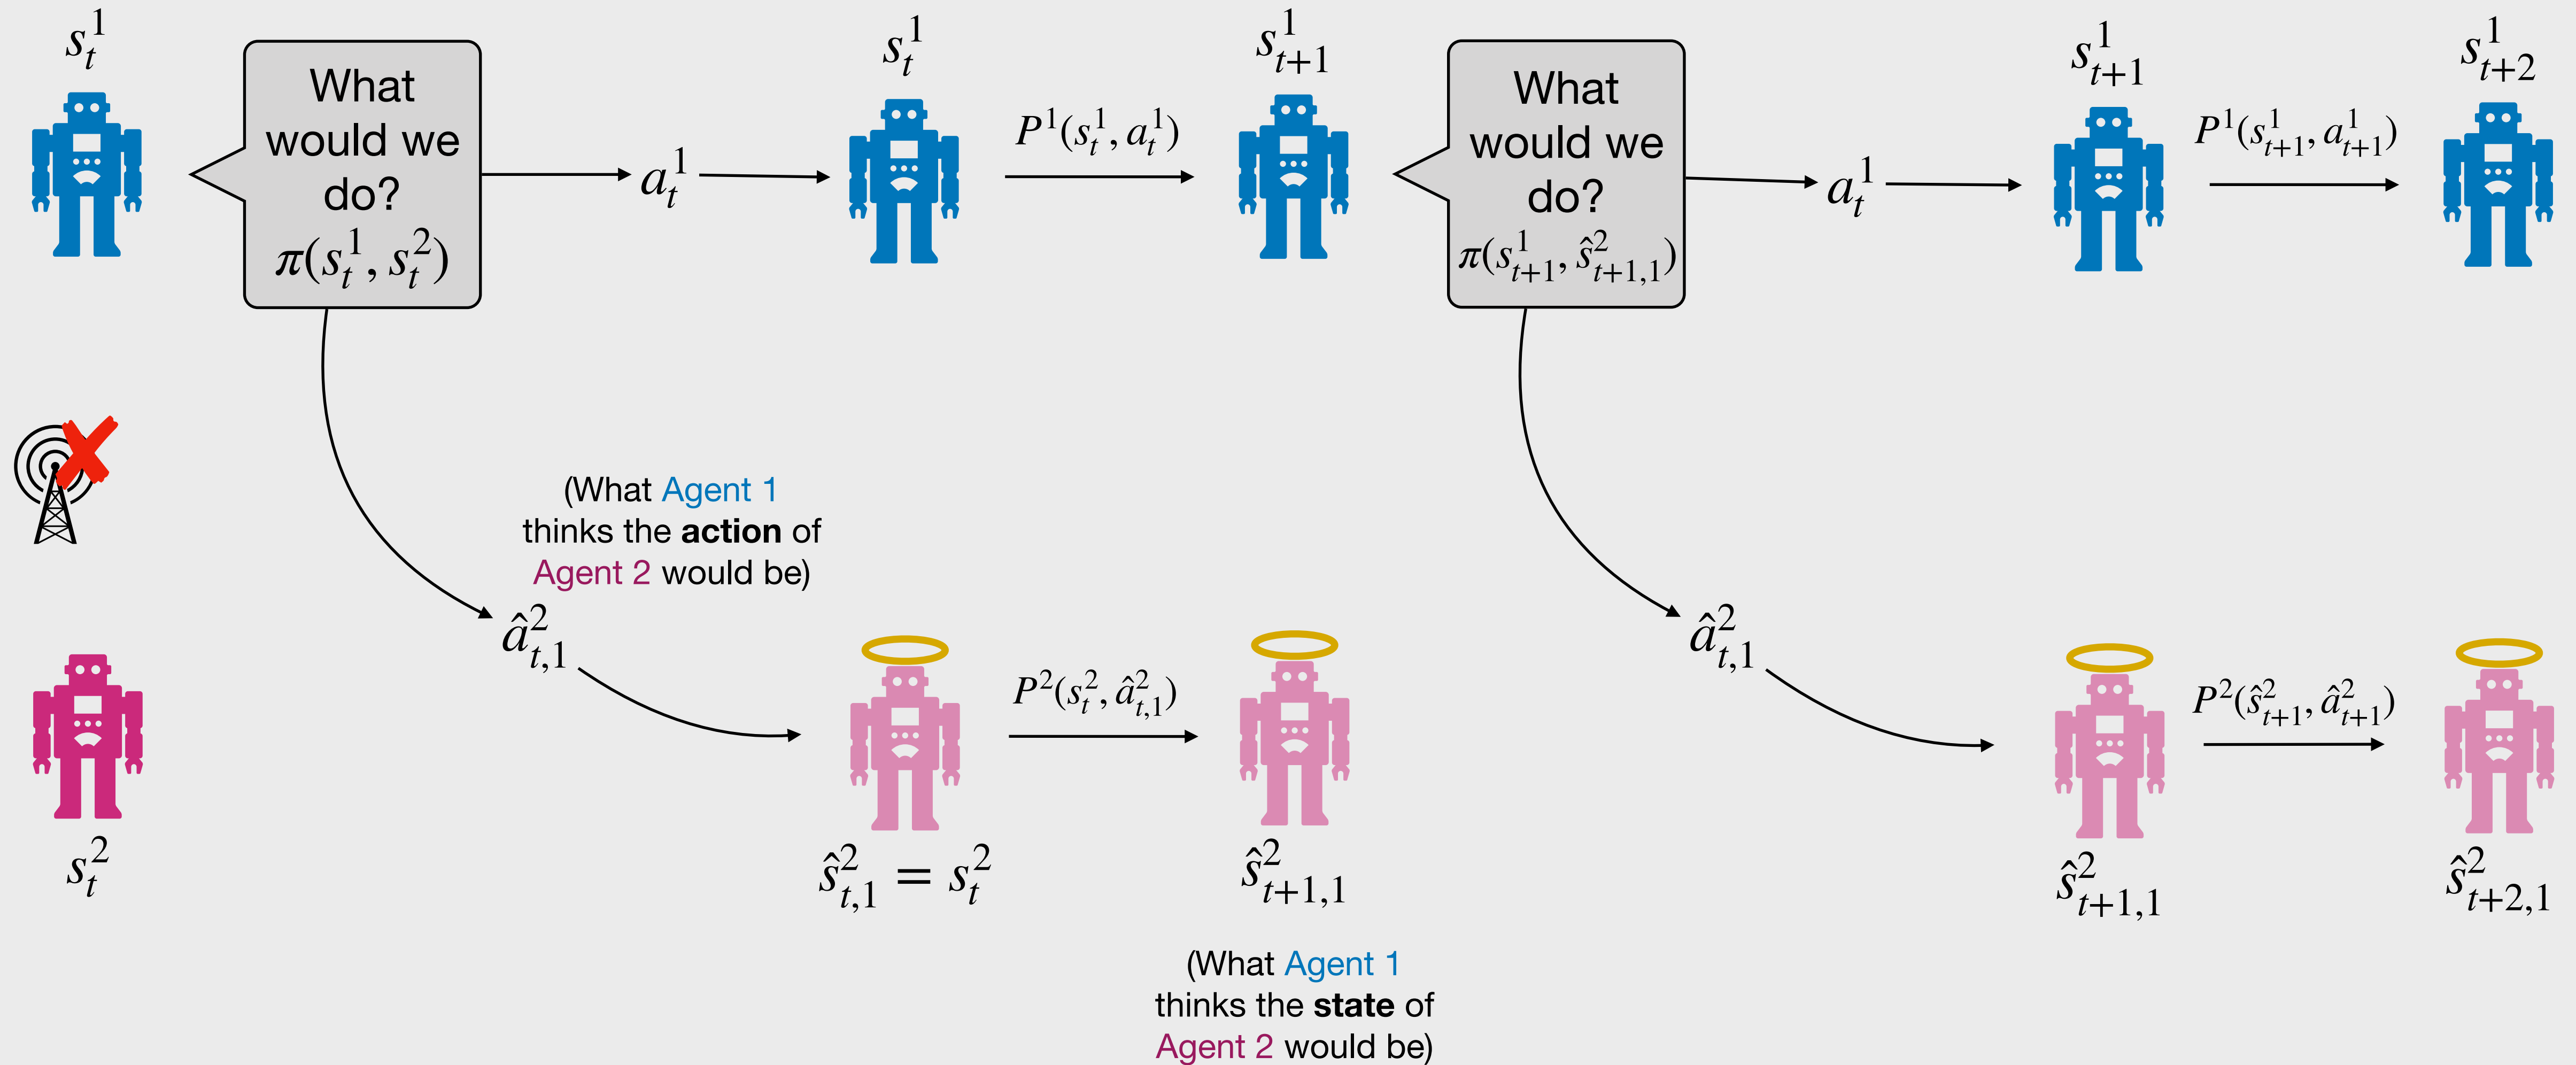 s_t^1
What
would we
do?
π(s_t^1, s_t^2)
a_t^1
s_t^1
P^1(s_t^1, a_t^1)
s_{t+1}^1
What
would we
do?
π(s_{t+1}^1, ŝ_{t+1,1}^2)
a_t^1
s_{t+1}^1
P^1(s_{t+1}^1, a_{t+1}^1)
s_{t+2}^1
(What Agent 1
thinks the action of
Agent 2 would be)
â_{t,1}^2
s_t^2
P^2(s_t^2, â_{t,1}^2)
ŝ_{t,1}^2 = s_t^2
ŝ_{t+1,1}^2
(What Agent 1
thinks the state of
Agent 2 would be)
â_{t,1}^2
P^2(ŝ_{t+1}^2, â_{t+1}^2)
ŝ_{t+1,1}^2
ŝ_{t+2,1}^2